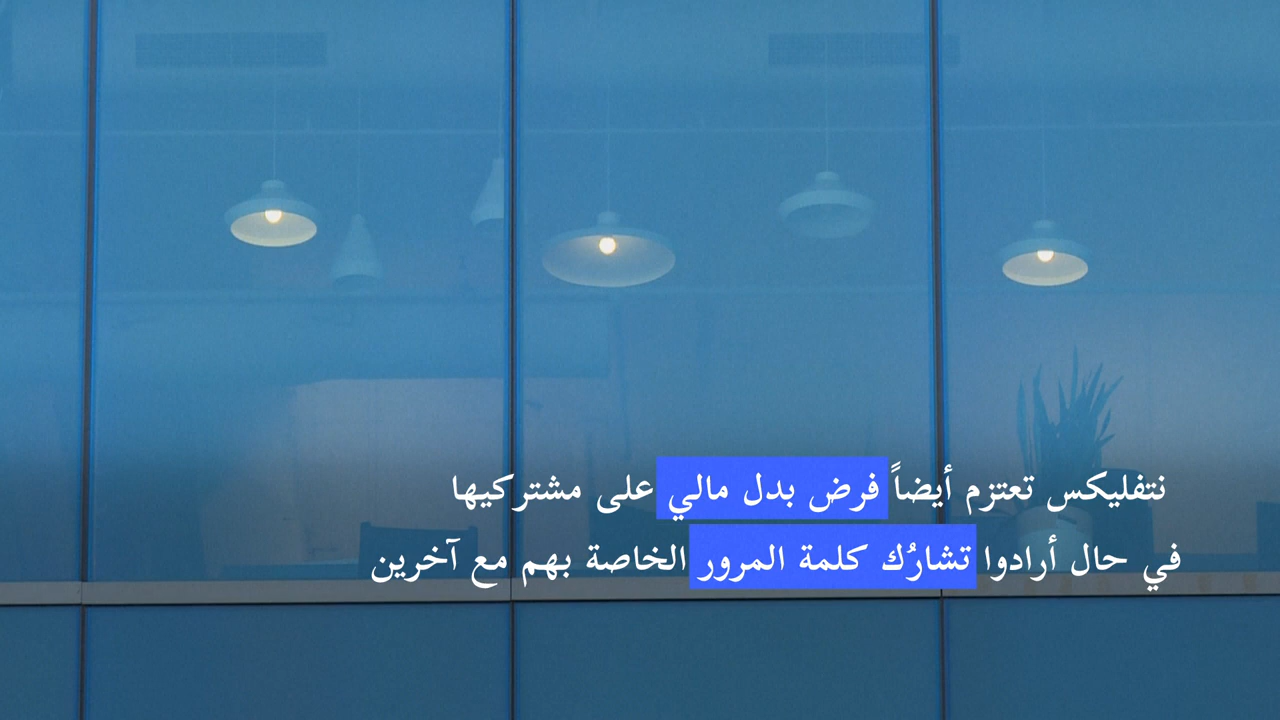 نتفليكس تعتزم أيضاً فرض بدل مالي على مشتركيها
في حال أرادوا تشارُك كلمة المرور الخاصة بهم مع آخرين